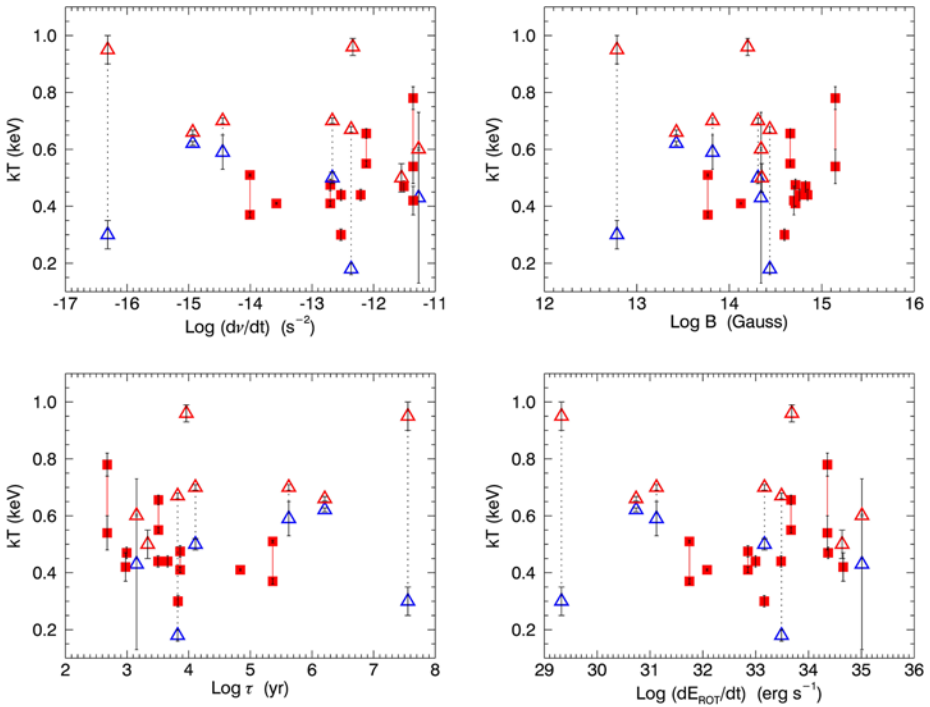 1.0
0.8
0.6
0.4
0.2
kT (keV)
-17 -16 -15 -14 -13 -12 -11
Log (dν/dt) (s⁻²)
1.0
0.8
0.6
0.4
0.2
kT (keV)
12 13 14 15 16
Log B (Gauss)
1.0
0.8
0.6
0.4
0.2
kT (keV)
2 3 4 5 6 7 8
Log τ (yr)
1.0
0.8
0.6
0.4
0.2
kT (keV)
29 30 31 32 33 34 35 36
Log (dE_ROT/dt) (erg s⁻¹)